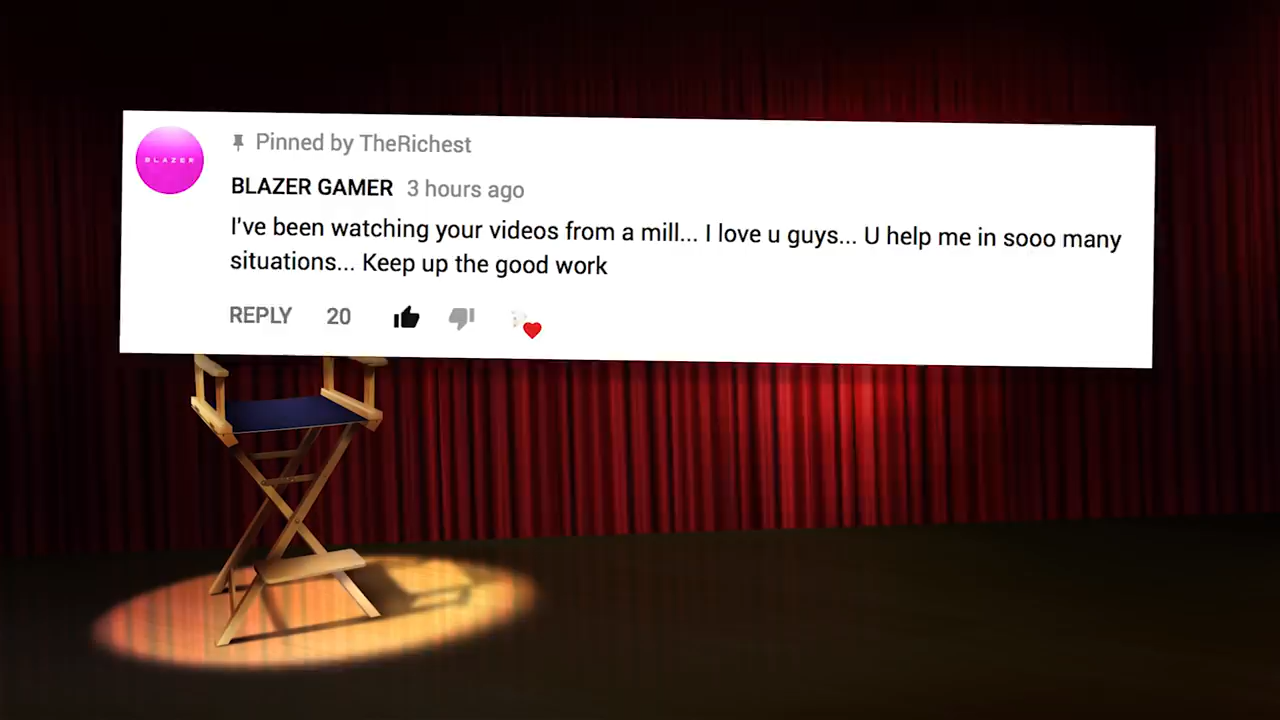 Pinned by TheRichest
BLAZER
BLAZER GAMER 3 hours ago
I've been watching your videos from a mill... I love u guys... U help me in sooo many
situations... Keep up the good work
REPLY 20